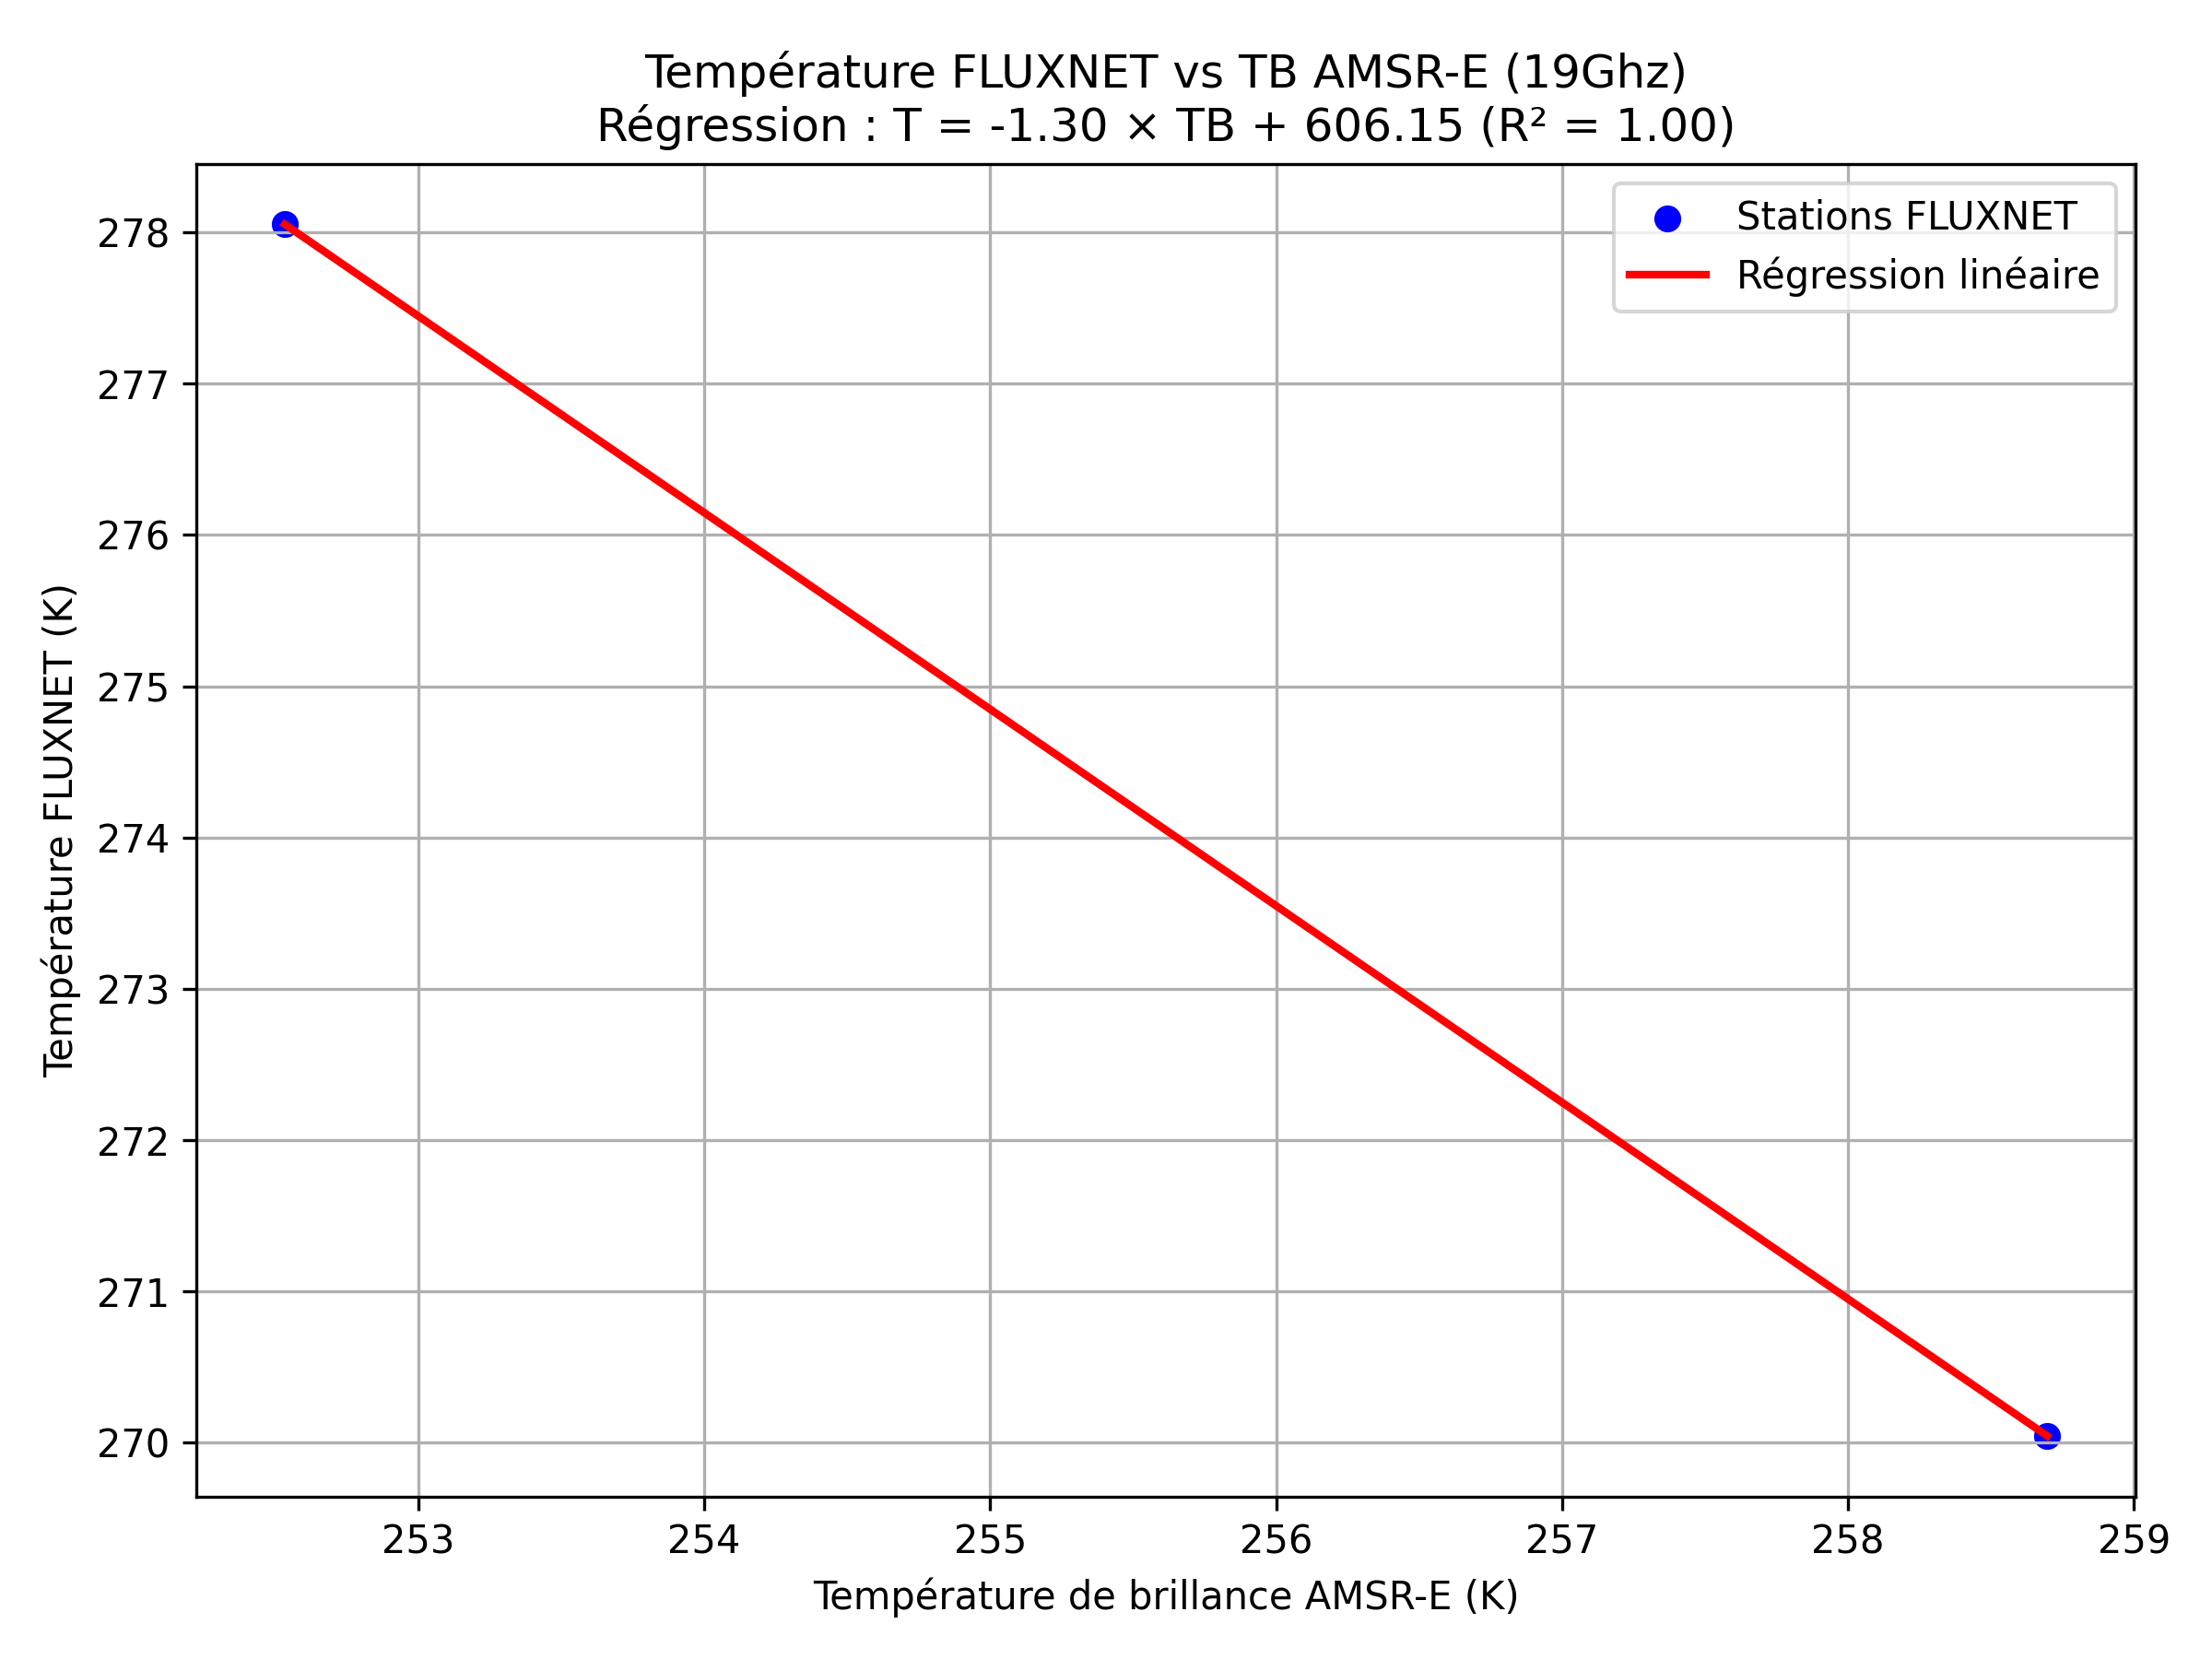 Température FLUXNET vs TB AMSR-E (19Ghz)
Régression : T = -1.30 × TB + 606.15 (R² = 1.00)
Stations FLUXNET
Régression linéaire
Température FLUXNET (K)
278
277
276
275
274
273
272
271
270
253 254 255 256 257 258 259
Température de brillance AMSR-E (K)